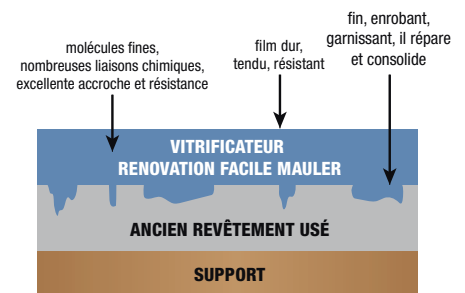 molécules fines,
nombreuses liaisons chimiques,
excellente accroche et résistance
film dur,
tendu, résistant
fin, enrobant,
garnissant, il répare
et consolide
VITRIFICATEUR
RENOVATION FACILE MAULER
ANCIEN REVÊTEMENT USÉ
SUPPORT